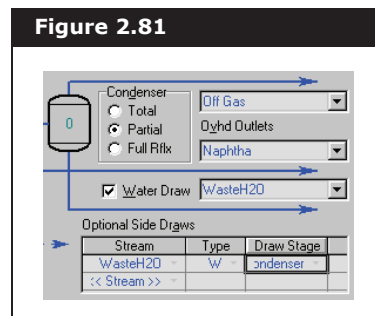 Figure 2.81
Condenser
Total
Partial
Full Rflx
0
Off Gas
Ovhd Outlets
Naphtha
Water Draw
WasteH2O
Optional Side Draws
Stream Type Draw Stage
WasteH2O W ondenser
<< Stream >>